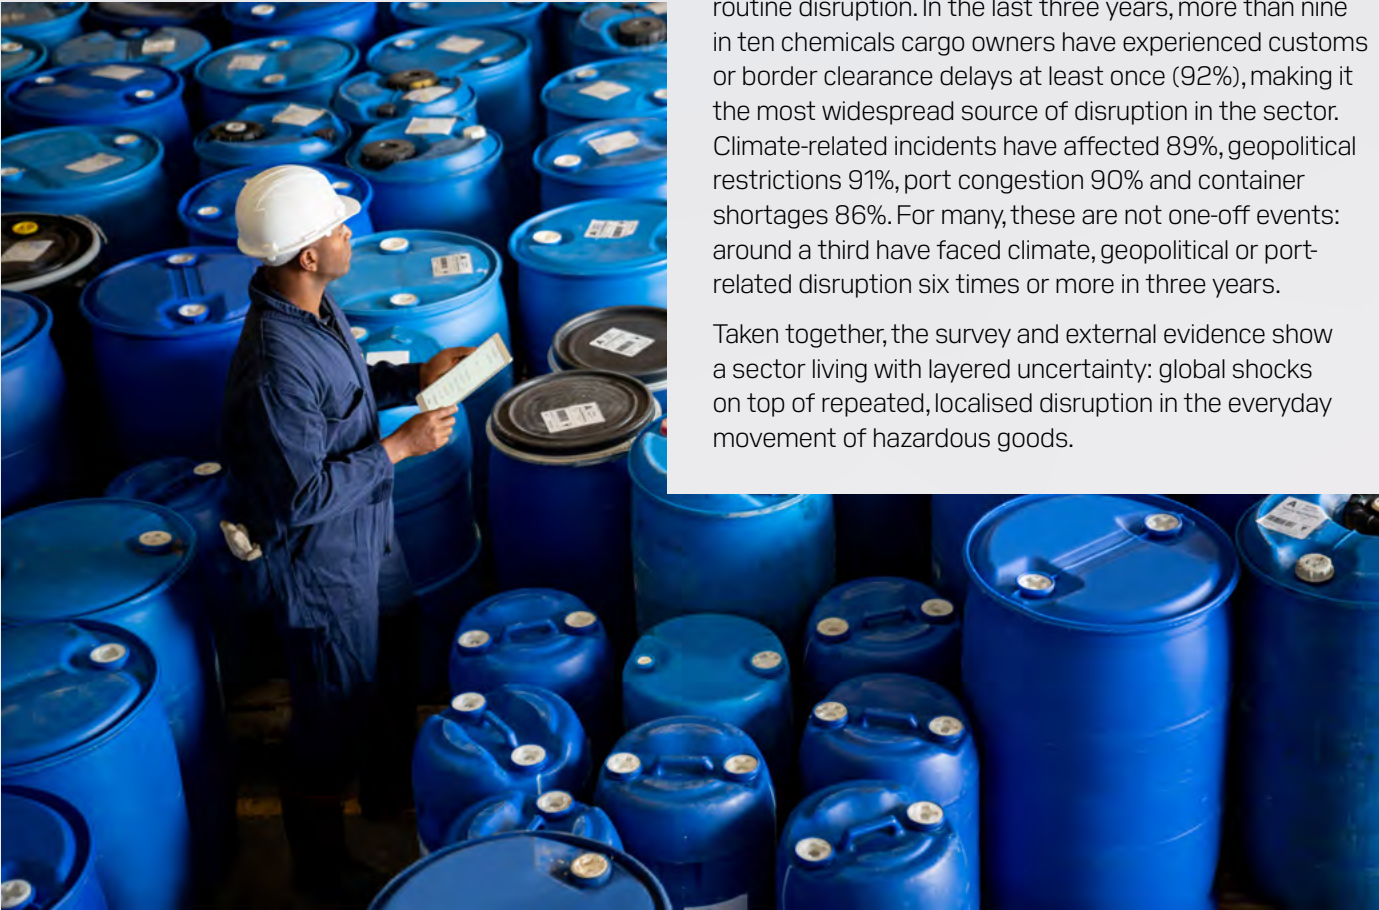 routine disruption. In the last three years, more than nine
in ten chemicals cargo owners have experienced customs
or border clearance delays at least once (92%), making it
the most widespread source of disruption in the sector.
Climate-related incidents have affected 89%, geopolitical
restrictions 91%, port congestion 90% and container
shortages 86%. For many, these are not one-off events:
around a third have faced climate, geopolitical or port-
related disruption six times or more in three years.
Taken together, the survey and external evidence show
a sector living with layered uncertainty: global shocks
on top of repeated, localised disruption in the everyday
movement of hazardous goods.